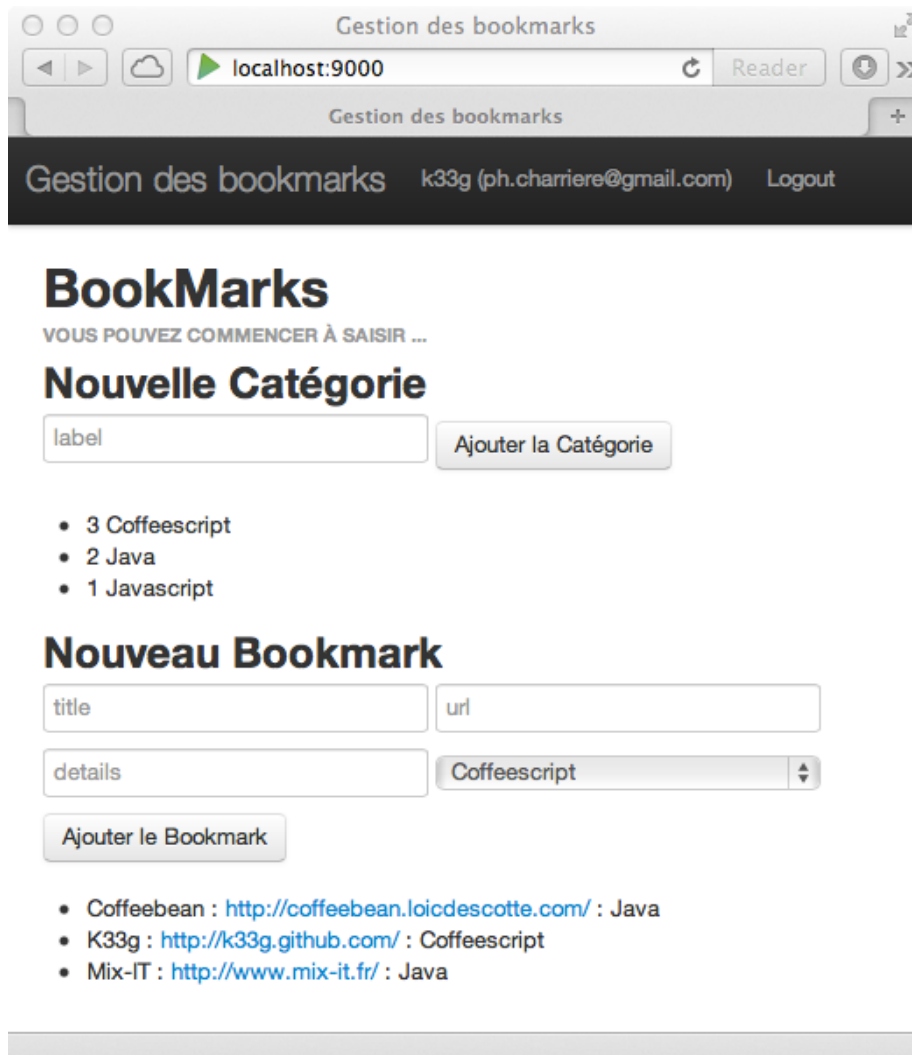 Gestion des bookmarks
localhost:9000 Reader
Gestion des bookmarks +
Gestion des bookmarks k33g (ph.charriere@gmail.com) Logout
BookMarks
VOUS POUVEZ COMMENCER À SAISIR ...
Nouvelle Catégorie
label Ajouter la Catégorie
• 3 Coffeescript
• 2 Java
• 1 Javascript
Nouveau Bookmark
title url
details Coffeescript
Ajouter le Bookmark
• Coffeebean : http://coffeebean.loicdescotte.com/ : Java
• K33g : http://k33g.github.com/ : Coffeescript
• Mix-IT : http://www.mix-it.fr/ : Java